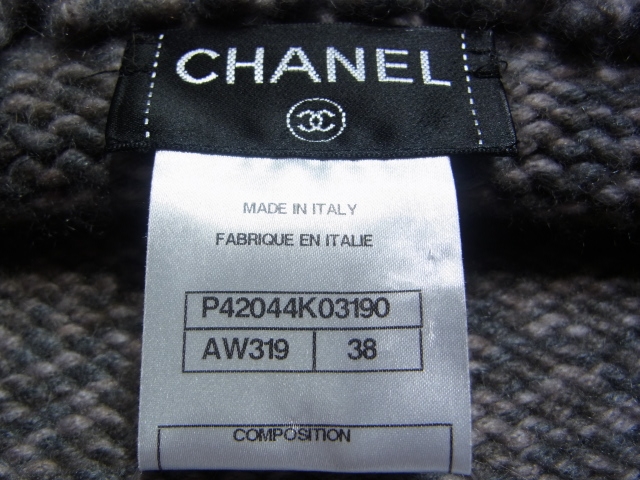 CHANEL
MADE IN ITALY
FABRIQUE EN ITALIE
P42044K03190
AW319 38
COMPOSITION